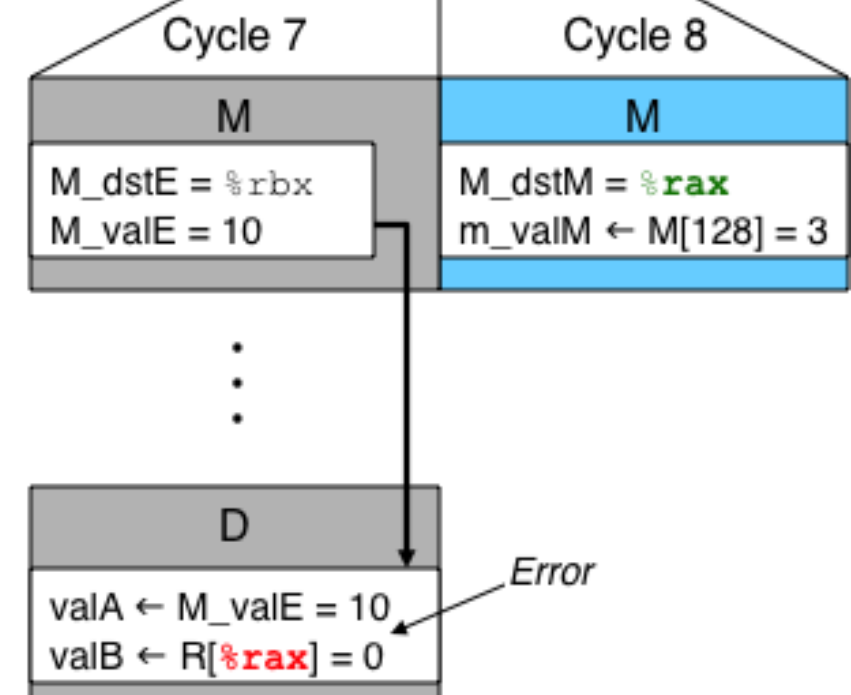 Cycle 7
Cycle 8
M
M_dstE = %rbx
M_valE = 10
M
M_dstM = %rax
m_valM ← M[128] = 3
D
valA ← M_valE = 10
valB ← R[%rax] = 0
Error